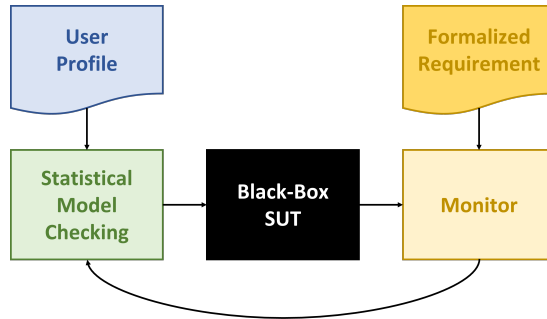 User
Profile
Formalized
Requirement
Statistical
Model
Checking
Black-Box
SUT
Monitor